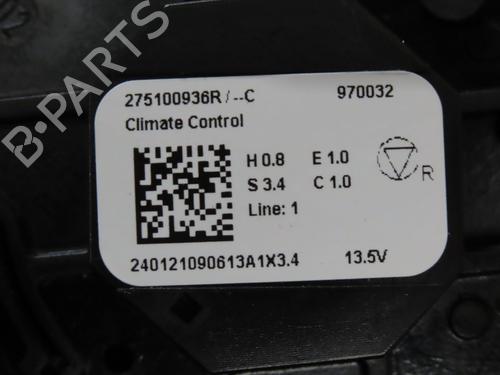 B-PARTS
275100936R / --C 970032
Climate Control
H 0.8 E 1.0
S 3.4 C 1.0
R
Line: 1
240121090613A1X3.4 13.5V